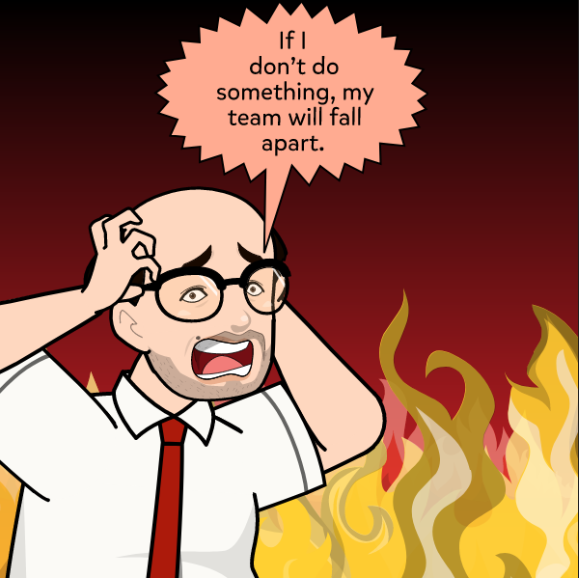 If I
don’t do
something, my
team will fall
apart.